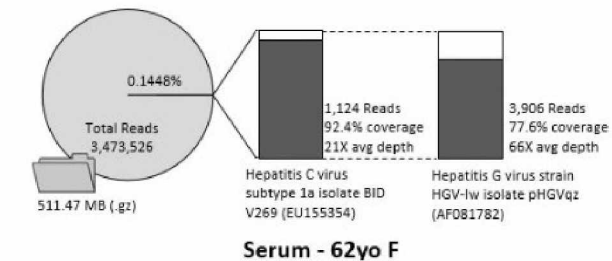 0.1448%
Total Reads
3,473,526
511.47 MB (.gz)
1,124 Reads
92.4% coverage
21X avg depth
Hepatitis C virus
subtype 1a isolate BID
V269 (EU155354)
3,906 Reads
77.6% coverage
66X avg depth
Hepatitis G virus strain
HGV-Iw isolate pHGVqz
(AF081782)
Serum - 62yo F